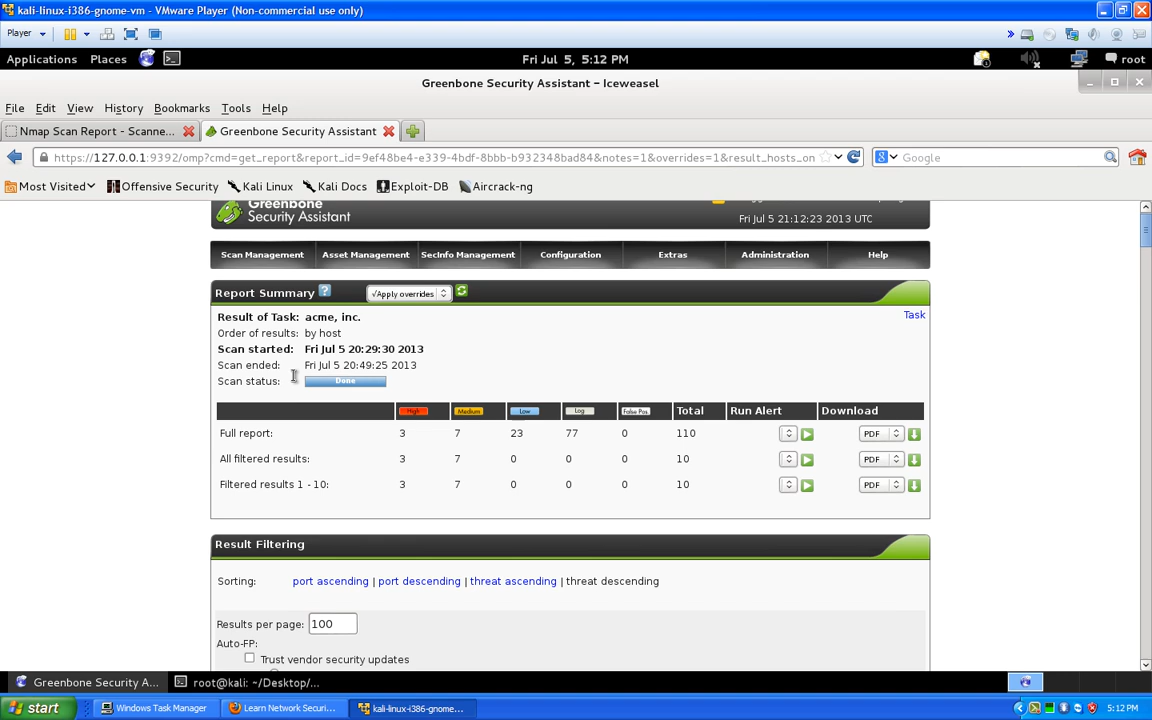 kali-linux-i386-gnome-vm - VMware Player (Non-commercial use only)
Player
Applications Places Fri Jul 5, 5:12 PM root
Greenbone Security Assistant - Iceweasel
File Edit View History Bookmarks Tools Help
Nmap Scan Report - Scanne... Greenbone Security Assistant
https://127.0.0.1:9392/omp?cmd=get_report&report_id=9ef48be4-e339-4bdf-8bbb-b932348bad84&notes=1&overrides=1&result_hosts_on Google
Most Visited Offensive Security Kali Linux Kali Docs Exploit-DB Aircrack-ng
Greenbone
Security Assistant
Fri Jul 5 21:12:23 2013 UTC
Scan Management Asset Management SecInfo Management Configuration Extras Administration Help
Report Summary ? √Apply overrides
Result of Task: acme, inc. Task
Order of results: by host
Scan started: Fri Jul 5 20:29:30 2013
Scan ended: Fri Jul 5 20:49:25 2013
Scan status: Done
High Medium Low Log False Pos. Total Run Alert Download
Full report: 3 7 23 77 0 110 PDF
All filtered results: 3 7 0 0 0 10 PDF
Filtered results 1 - 10: 3 7 0 0 0 10 PDF
Result Filtering
Sorting: port ascending | port descending | threat ascending | threat descending
Results per page: 100
Auto-FP:
Trust vendor security updates
Greenbone Security A... root@kali: ~/Desktop/...
start Windows Task Manager Learn Network Securi... kali-linux-i386-gnome... 5:12 PM